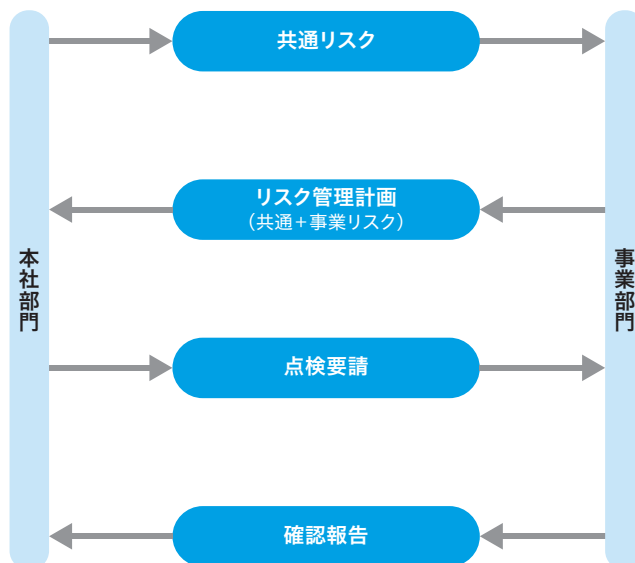 共通リスク
リスク管理計画
（共通＋事業リスク）
本社部門
事業部門
点検要請
確認報告